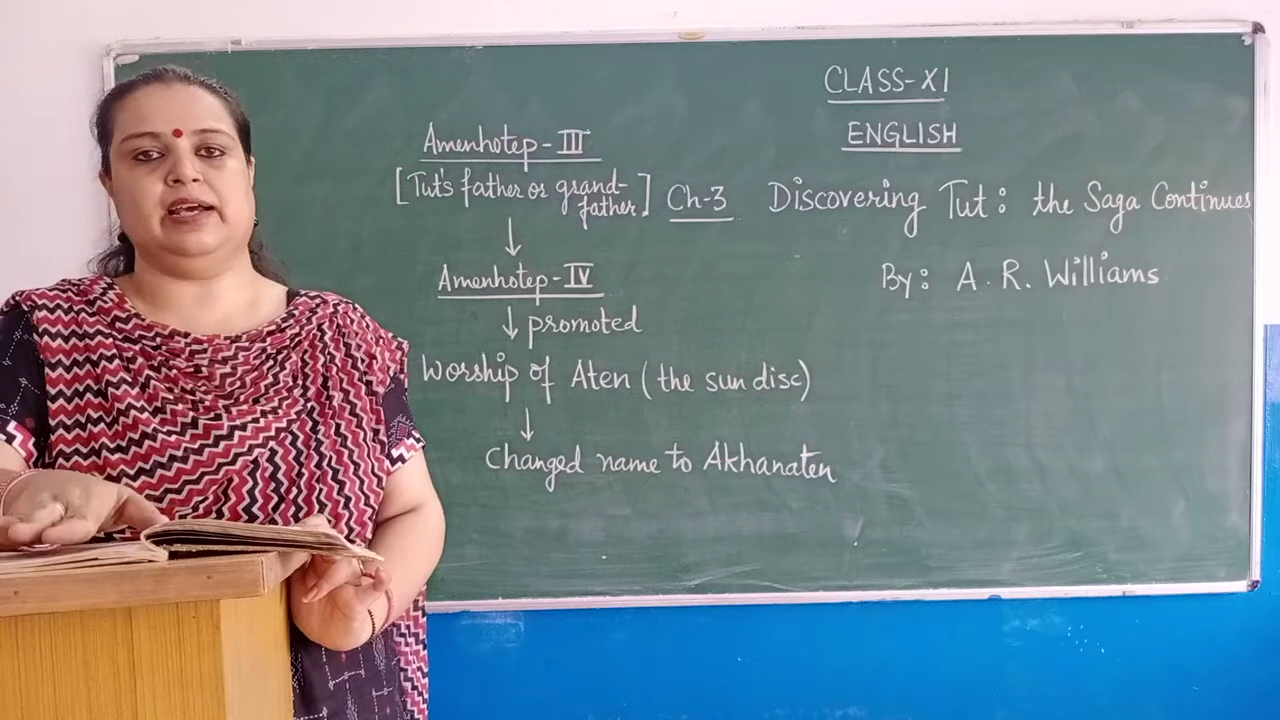 CLASS-XI
ENGLISH
Ch-3 Discovering Tut: the Saga Continues
By: A. R. Williams
Amenhotep-III
[Tut's father or grand-
father]
Amenhotep-IV
promoted
Worship of Aten (the sun disc)
Changed name to Akhanaten